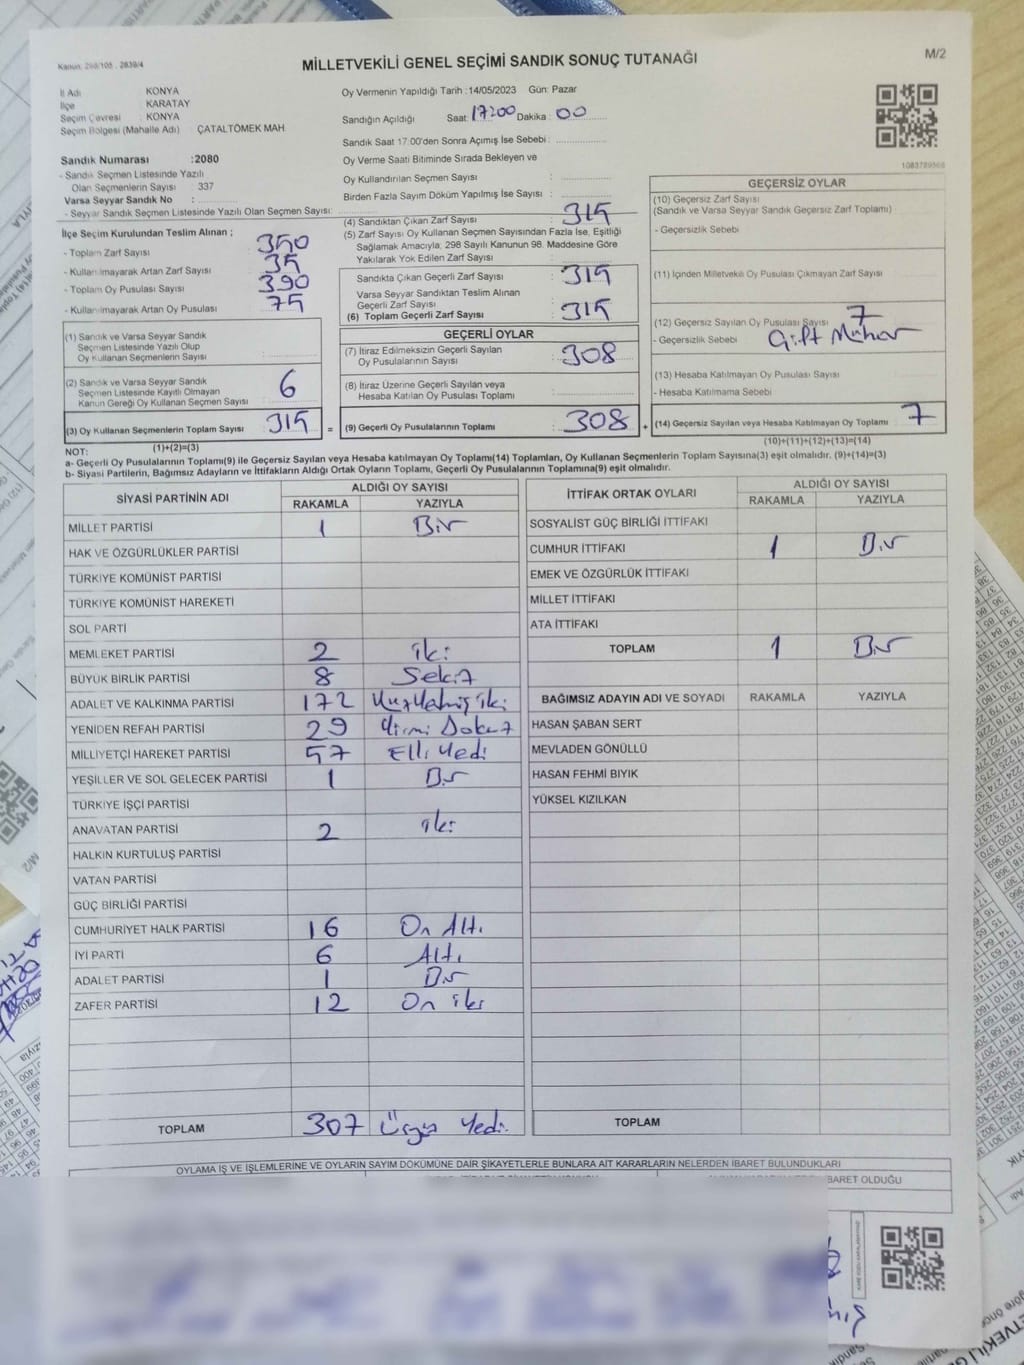 Kanun: 298/105 . 2839/4
MİLLETVEKİLİ GENEL SEÇİMİ SANDIK SONUÇ TUTANAĞI
M/2
İl Adı KONYA
İlçe KARATAY
Seçim Çevresi : KONYA
Seçim Bölgesi (Mahalle Adı) : ÇATALTÖMEK MAH
Sandık Numarası :2080
- Sandık Seçmen Listesinde Yazılı
Olan Seçmenlerin Sayısı : 337
Varsa Seyyar Sandık No :
- Seyyar Sandık Seçmen Listesinde Yazılı Olan Seçmen Sayısı:
Oy Vermenin Yapıldığı Tarih :14/05/2023 Gün: Pazar
Sandığın Açıldığı Saat: 17:00 Dakika : 00
Sandık Saat 17:00'den Sonra Açımış İse Sebebi :
Oy Verme Saati Bitiminde Sırada Bekleyen ve
Oy Kullandırılan Seçmen Sayısı :
Birden Fazla Sayım Döküm Yapılmış İse Sayısı :
1083789568
İlçe Seçim Kurulundan Teslim Alınan ;
- Toplam Zarf Sayısı : 350
- Kullanılmayarak Artan Zarf Sayısı : 35
- Toplam Oy Pusulası Sayısı : 390
- Kullanılmayarak Artan Oy Pusulası : 75
(4) Sandıktan Çıkan Zarf Sayısı : 315
(5) Zarf Sayısı Oy Kullanan Seçmen Sayısından Fazla İse, Eşitliği
Sağlamak Amacıyla, 298 Sayılı Kanunun 98. Maddesine Göre
Yakılarak Yok Edilen Zarf Sayısı :
Sandıkta Çıkan Geçerli Zarf Sayısı : 315
Varsa Seyyar Sandıktan Teslim Alınan
Geçerli Zarf Sayısı :
(6) Toplam Geçerli Zarf Sayısı : 315
GEÇERSİZ OYLAR
(10) Geçersiz Zarf Sayısı
(Sandık ve Varsa Seyyar Sandık Geçersiz Zarf Toplamı)
- Geçersizlik Sebebi
(11) İçinden Milletvekili Oy Pusulası Çıkmayan Zarf Sayısı
(12) Geçersiz Sayılan Oy Pusulası Sayısı 7
- Geçersizlik Sebebi Çift Mühür
(13) Hesaba Katılmayan Oy Pusulası Sayısı
- Hesaba Katılmama Sebebi
(14) Geçersiz Sayılan veya Hesaba Katılmayan Oy Toplamı 7
(1) Sandık ve Varsa Seyyar Sandık
Seçmen Listesinde Yazılı Olup
Oy Kullanan Seçmenlerin Sayısı :
(2) Sandık ve Varsa Seyyar Sandık
Seçmen Listesinde Kayıtlı Olmayan
Kanun Gereği Oy Kullanan Seçmen Sayısı : 6
(3) Oy Kullanan Seçmenlerin Toplam Sayısı : 315
GEÇERLİ OYLAR
(7) İtiraz Edilmeksizin Geçerli Sayılan
Oy Pusulalarının Sayısı : 308
(8) İtiraz Üzerine Geçerli Sayılan veya
Hesaba Katılan Oy Pusulası Toplamı :
= (9) Geçerli Oy Pusulalarının Toplamı : 308 +
NOT: (1)+(2)=(3) (10)+(11)+(12)+(13)=(14)
a- Geçerli Oy Pusulalarının Toplamı(9) ile Geçersiz Sayılan veya Hesaba katılmayan Oy Toplamı(14) Toplamları, Oy Kullanan Seçmenlerin Toplam Sayısına(3) eşit olmalıdır. (9)+(14)=(3)
b- Siyasi Partilerin, Bağımsız Adayların ve İttifakların Aldığı Ortak Oyların Toplamı, Geçerli Oy Pusulalarının Toplamına(9) eşit olmalıdır.
SİYASİ PARTİNİN ADI ALDIĞI OY SAYISI
RAKAMLA YAZIYLA
MİLLET PARTİSİ 1 Bir
HAK VE ÖZGÜRLÜKLER PARTİSİ
TÜRKİYE KOMÜNİST PARTİSİ
TÜRKİYE KOMÜNİST HAREKETİ
SOL PARTİ
MEMLEKET PARTİSİ 2 iki
BÜYÜK BİRLİK PARTİSİ 8 Sekiz
ADALET VE KALKINMA PARTİSİ 172 Yüzyetmiş iki
YENİDEN REFAH PARTİSİ 29 Yirmi Dokuz
MİLLİYETÇİ HAREKET PARTİSİ 57 Elli Yedi
YEŞİLLER VE SOL GELECEK PARTİSİ 1 Bir
TÜRKİYE İŞÇİ PARTİSİ
ANAVATAN PARTİSİ 2 iki
HALKIN KURTULUŞ PARTİSİ
VATAN PARTİSİ
GÜÇ BİRLİĞİ PARTİSİ
CUMHURİYET HALK PARTİSİ 16 On Altı
İYİ PARTİ 6 Altı
ADALET PARTİSİ 1 Bir
ZAFER PARTİSİ 12 On iki
TOPLAM 307 Üçyüz Yedi
İTTİFAK ORTAK OYLARI ALDIĞI OY SAYISI
RAKAMLA YAZIYLA
SOSYALİST GÜÇ BİRLİĞİ İTTİFAKI
CUMHUR İTTİFAKI 1 Bir
EMEK VE ÖZGÜRLÜK İTTİFAKI
MİLLET İTTİFAKI
ATA İTTİFAKI
TOPLAM 1 Bir
BAĞIMSIZ ADAYIN ADI VE SOYADI RAKAMLA YAZIYLA
HASAN ŞABAN SERT
MEVLADEN GÖNÜLLÜ
HASAN FEHMİ BIYIK
YÜKSEL KIZILKAN
TOPLAM
OYLAMA İŞ VE İŞLEMLERİNE VE OYLARIN SAYIM DÖKÜMÜNE DAİR ŞİKAYETLERLE BUNLARA AİT KARARLARIN NELERDEN İBARET BULUNDUKLARI
BARET OLDUĞU